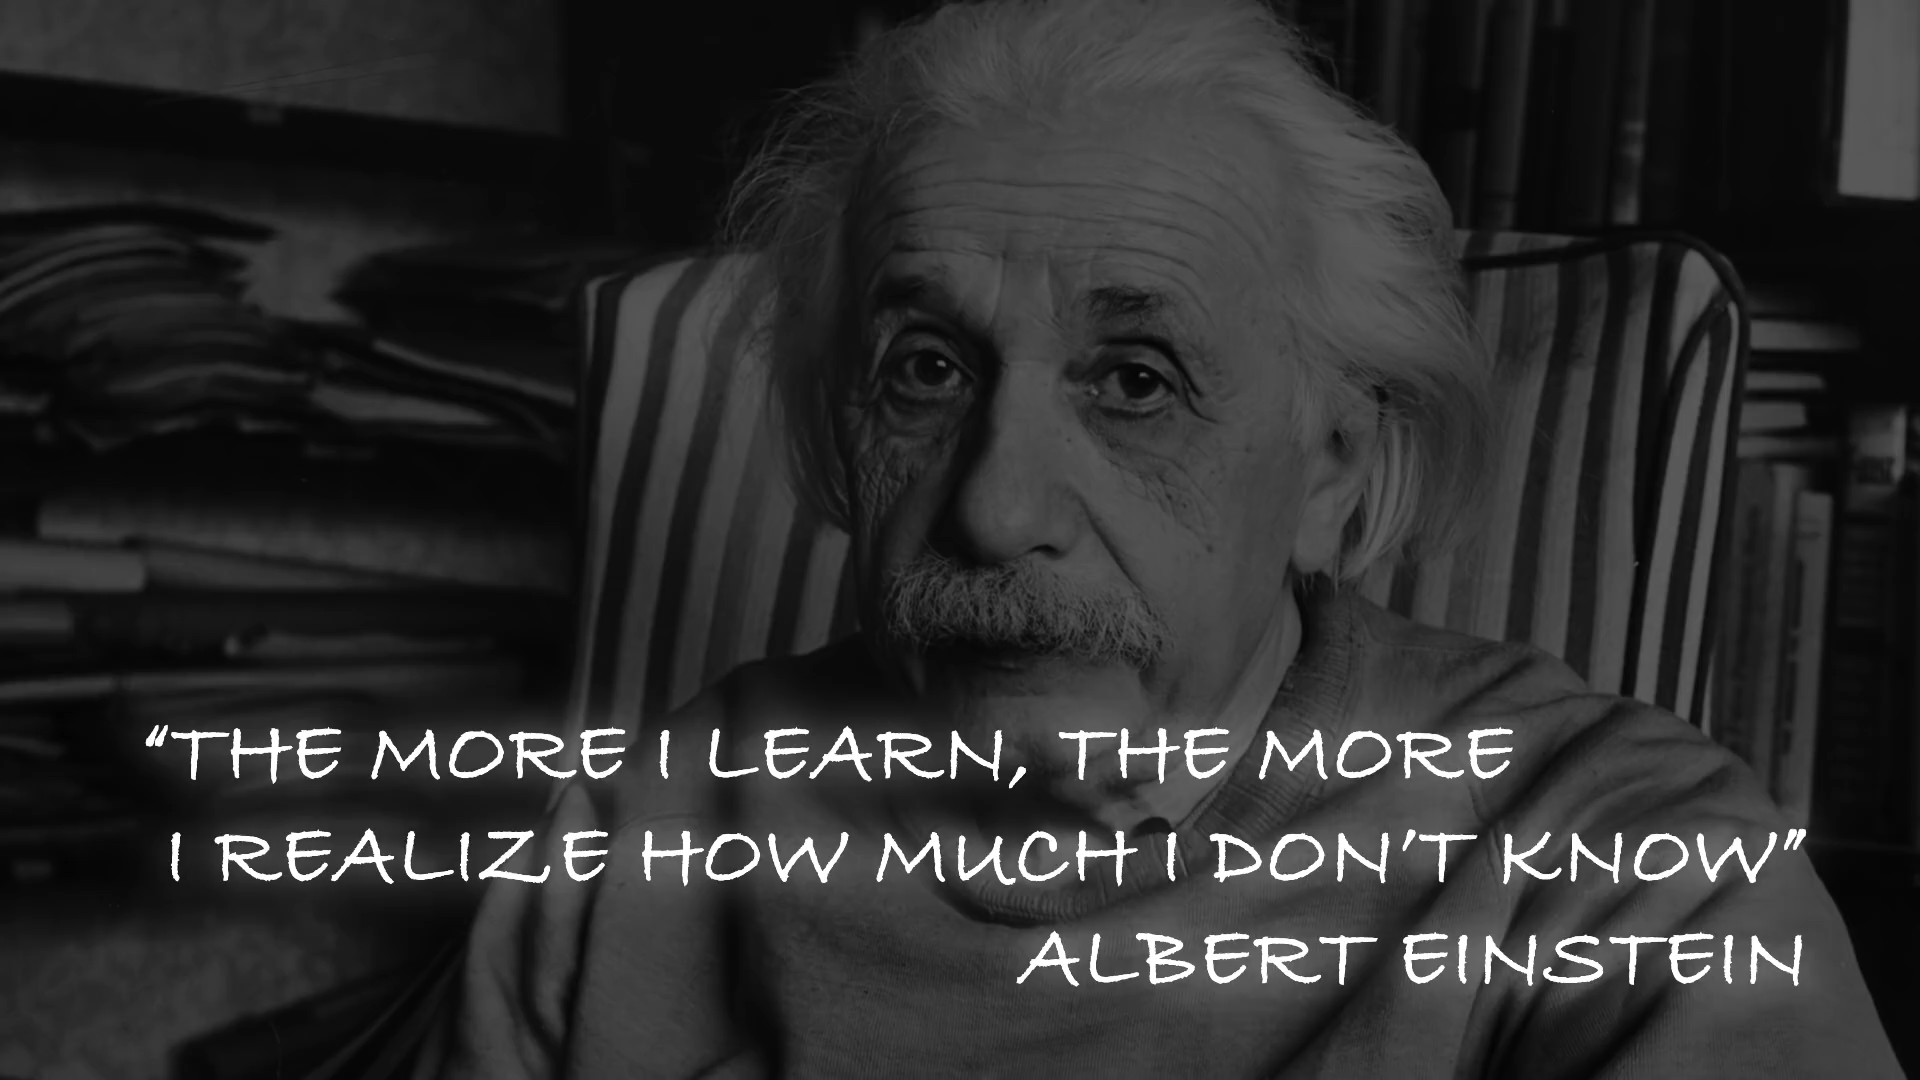 “THE MORE I LEARN, THE MORE
I REALIZE HOW MUCH I DON’T KNOW”
ALBERT EINSTEIN